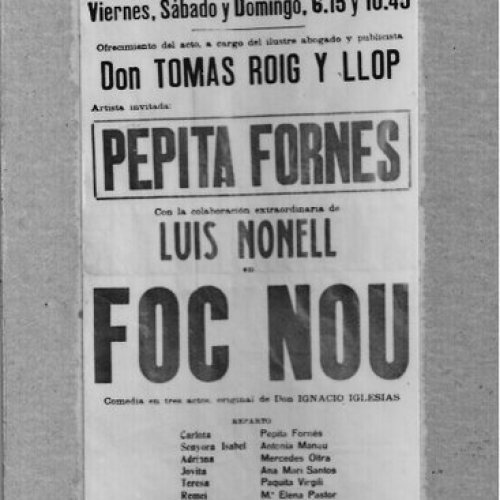 Viernes, Sábado y Domingo, 6.15 y 10.45
Ofrecimiento del acto, a cargo del ilustre abogado y publicista
Don TOMAS ROIG Y LLOP
Artista invitada:
PEPITA FORNES
Con la colaboración extraordinaria de
LUIS NONELL
en
FOC NOU
Comedia en tres actos, original de Don IGNACIO IGLESIAS
REPARTO
Carlota Pepita Fornés
Senyora Isabel Antonia Manau
Adriana Mercedes Oltra
Jovita Ana Mari Santos
Teresa Paquita Virgili
Remei M.ª Elena Pastor